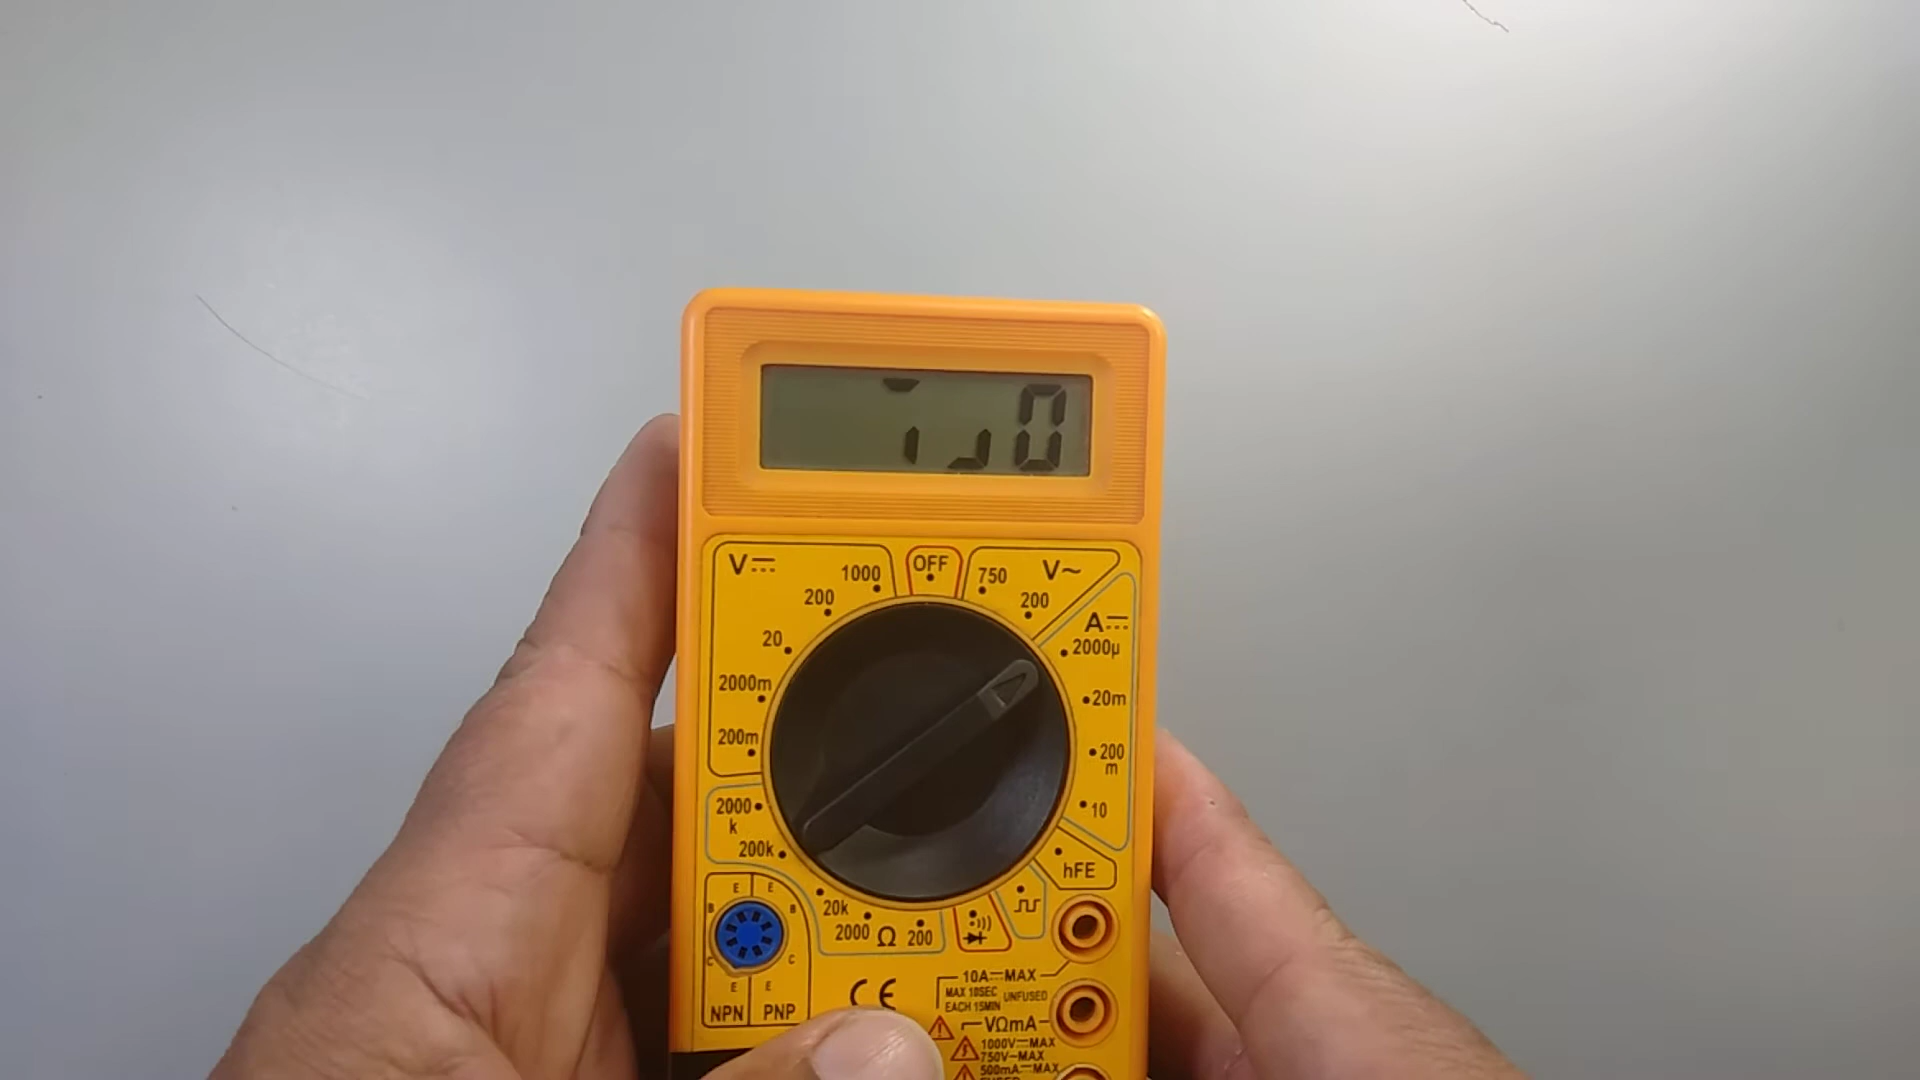 0
V⎓
1000
OFF
750
V~
200
200
A⎓
20
2000µ
2000m
20m
200m
200
m
2000
k
10
200k
hFE
20k
2000
Ω
200
E E
B B
C C
E E
NPN
PNP
CE
10A⎓MAX
MAX 10SEC
EACH 15MIN
UNFUSED
VΩmA
1000V⎓MAX
750V~MAX
500mA⎓MAX